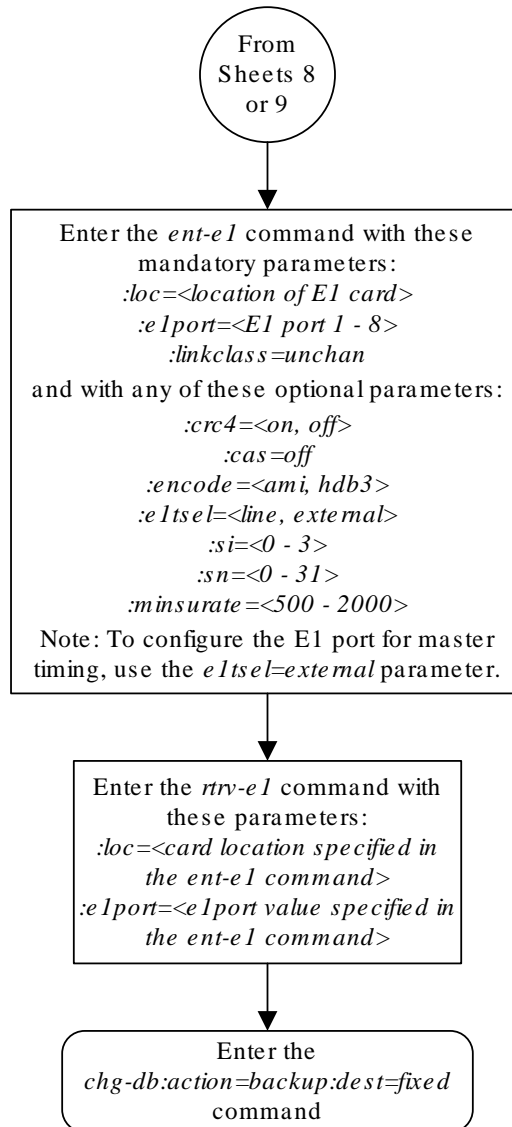 From
Sheets 8
or 9
Enter the ent-e1 command with these
mandatory parameters:
:loc=<location of E1 card>
:e1port=<E1 port 1 - 8>
:linkclass=unchan
and with any of these optional parameters:
:crc4=<on, off>
:cas=off
:encode=<ami, hdb3>
:e1tsel=<line, external>
:si=<0 - 3>
:sn=<0 - 31>
:minsurate=<500 - 2000>
Note: To configure the E1 port for master
timing, use the e1tsel=external parameter.
Enter the rtrv-e1 command with
these parameters:
:loc=<card location specified in
the ent-e1 command>
:e1port=<e1port value specified in
the ent-e1 command>
Enter the
chg-db:action=backup:dest=fixed
command